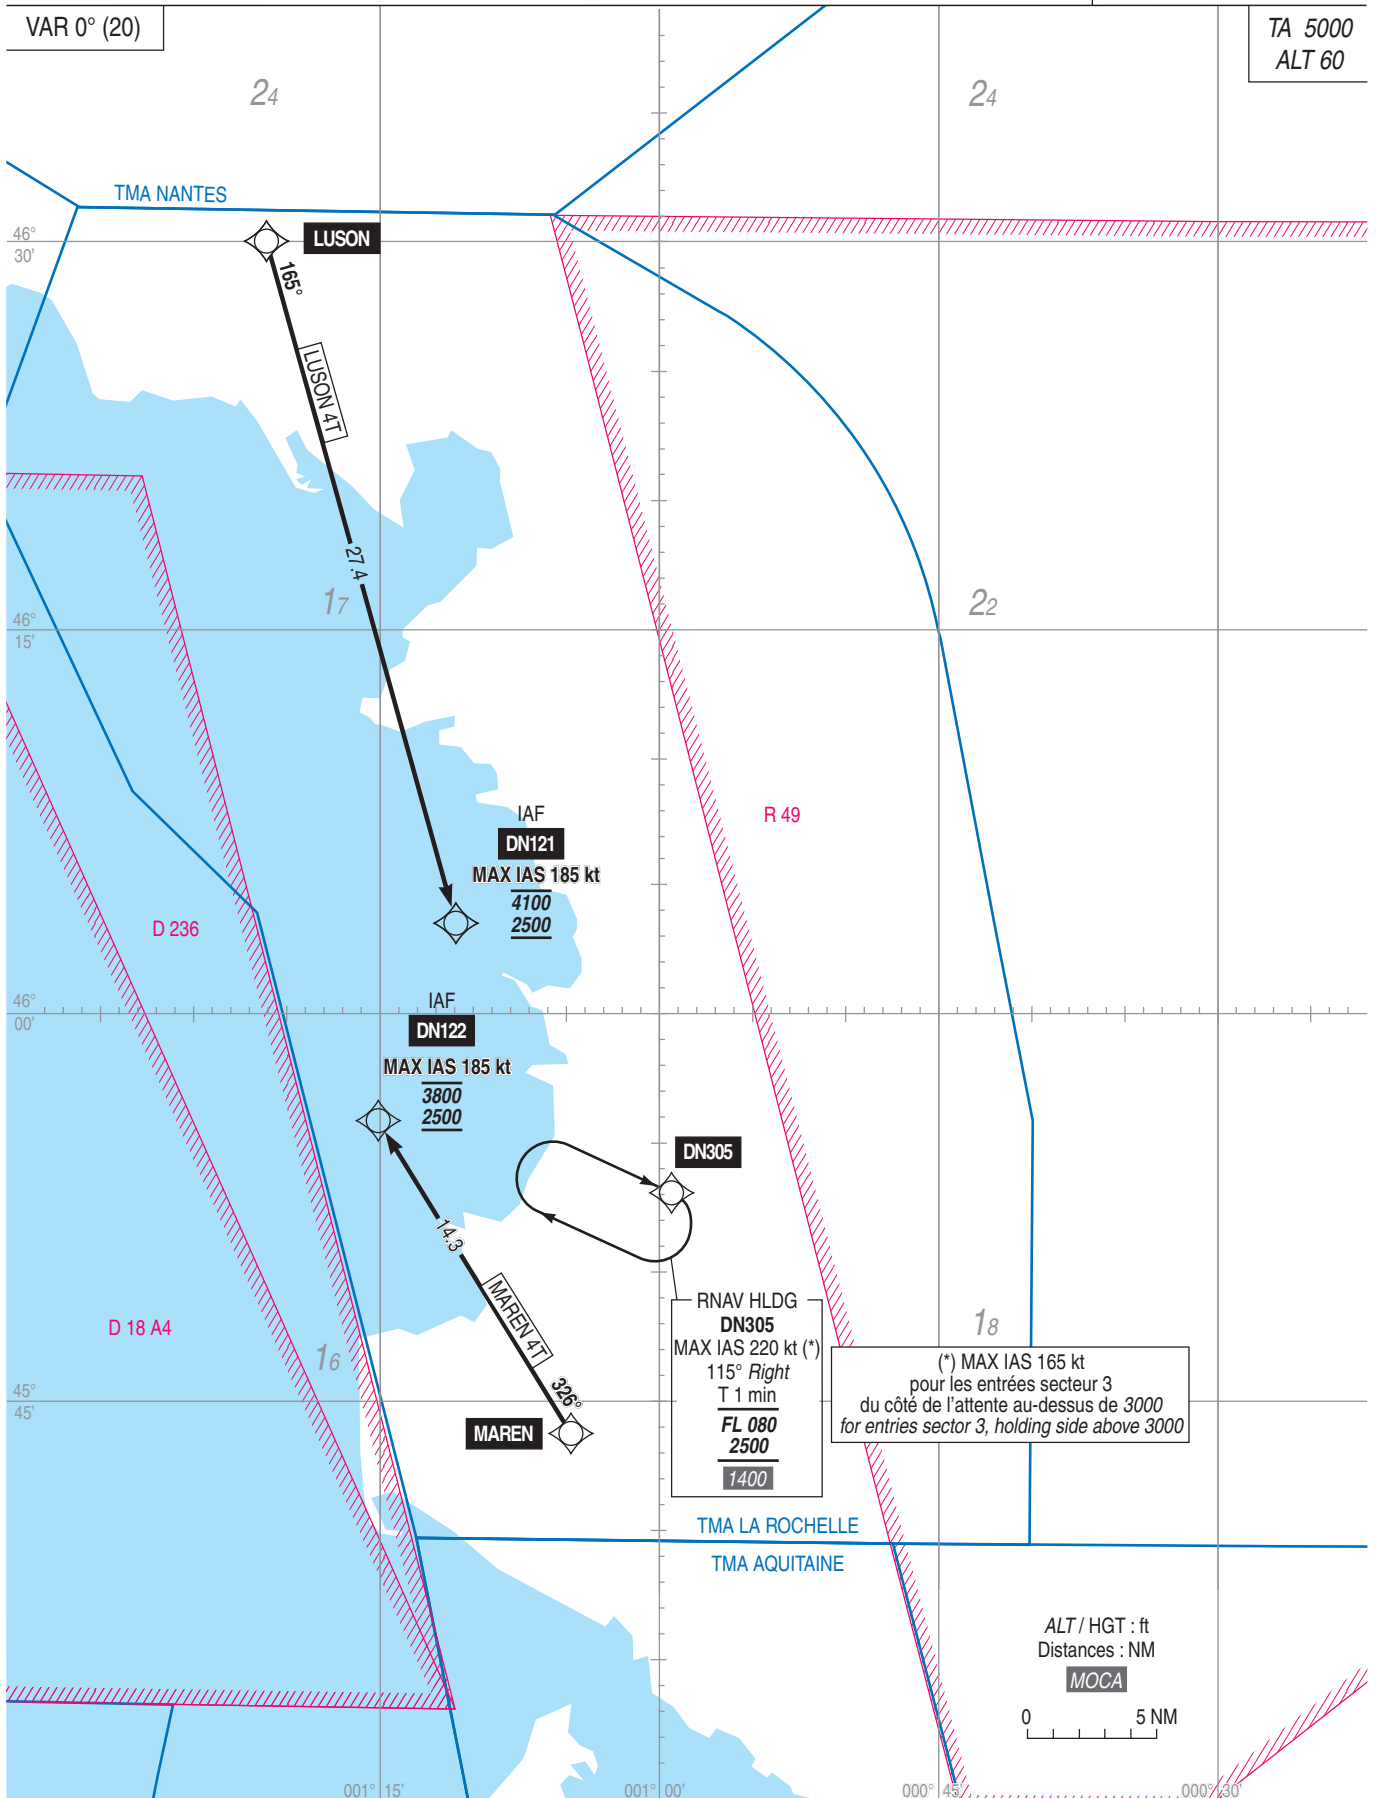 VAR 0° (20)
TA 5000
ALT 60
24
24
TMA NANTES
46°
30'
LUSON
165°
LUSON 4T
27.4
17
22
46°
15'
IAF
DN121
MAX IAS 185 kt
4100
2500
R 49
D 236
46°
00'
IAF
DN122
MAX IAS 185 kt
3800
2500
DN305
14.3
MAREN 4T
326°
MAREN
RNAV HLDG
DN305
MAX IAS 220 kt (*)
115° Right
T 1 min
FL 080
2500
1400
D 18 A4
16
18
(*) MAX IAS 165 kt
pour les entrées secteur 3
du côté de l'attente au-dessus de 3000
for entries sector 3, holding side above 3000
45°
45'
TMA LA ROCHELLE
TMA AQUITAINE
ALT / HGT : ft
Distances : NM
MOCA
0 5 NM
001° 15'
001° 00'
000° 45'
000° 30'